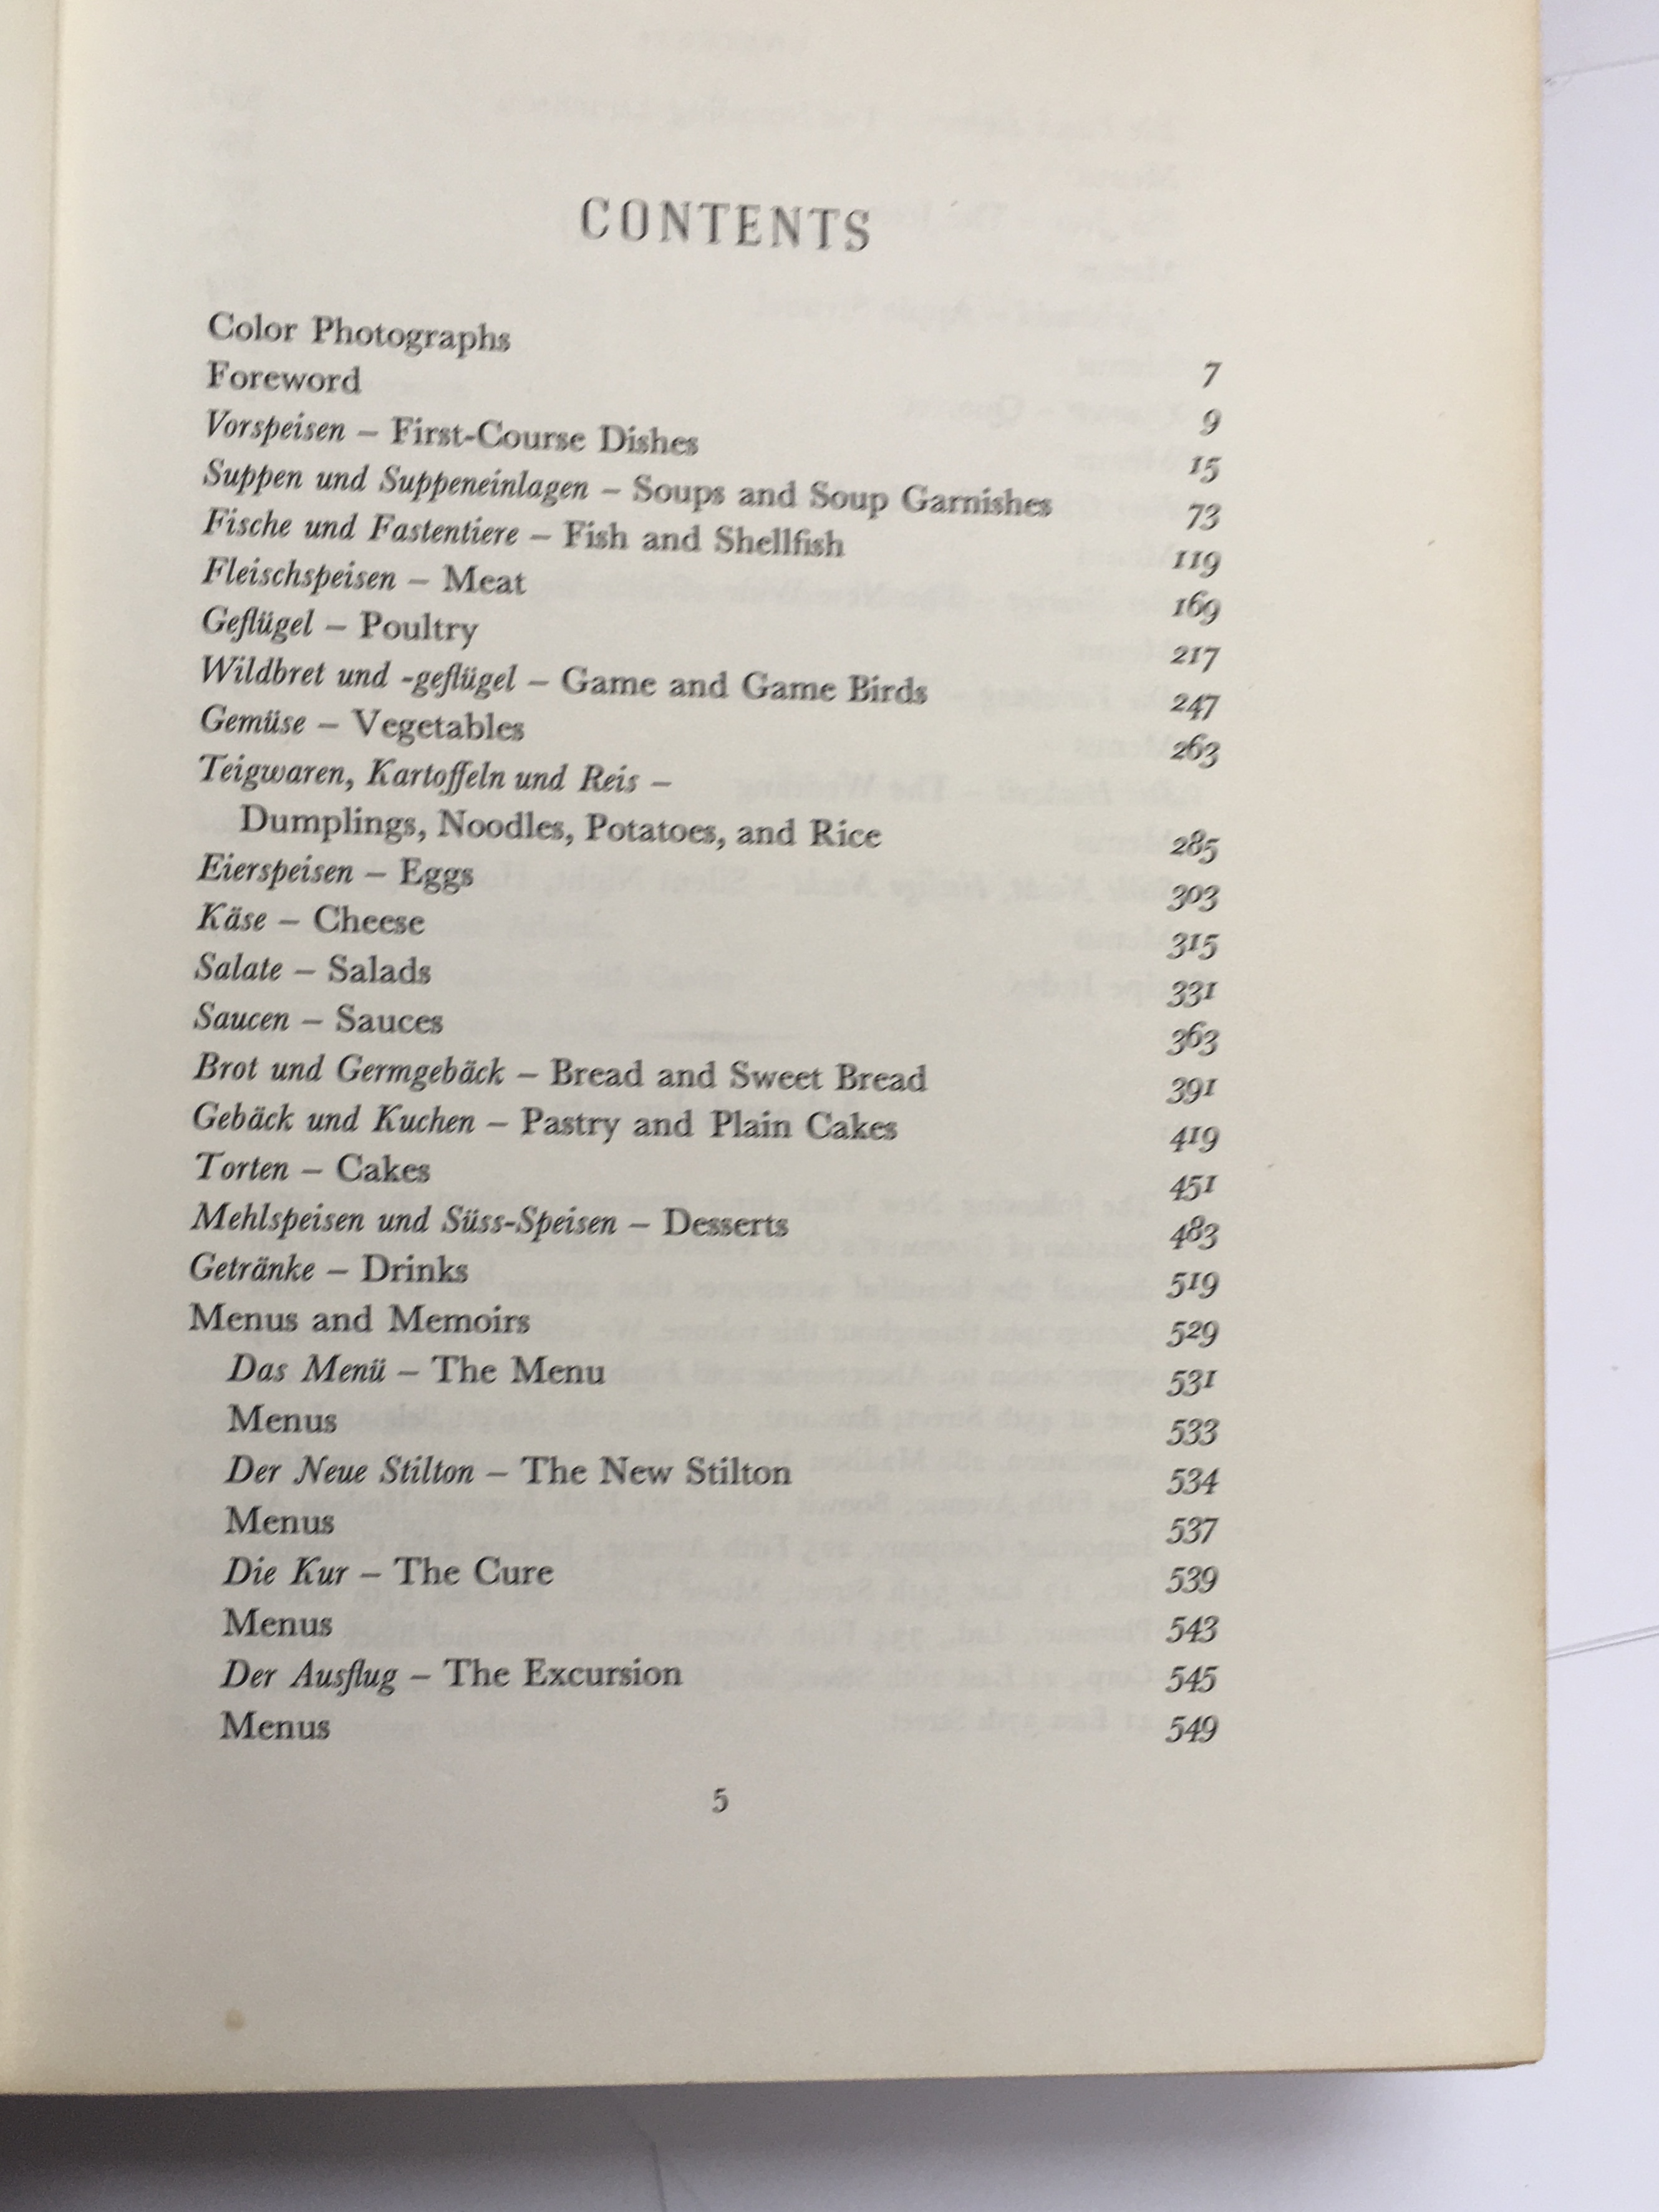 CONTENTS
Color Photographs 7
Foreword 9
Vorspeisen – First-Course Dishes 15
Suppen und Suppeneinlagen – Soups and Soup Garnishes 73
Fische und Fastentiere – Fish and Shellfish 119
Fleischspeisen – Meat 169
Geflügel – Poultry 217
Wildbret und -geflügel – Game and Game Birds 247
Gemüse – Vegetables 263
Teigwaren, Kartoffeln und Reis –
Dumplings, Noodles, Potatoes, and Rice 285
Eierspeisen – Eggs 303
Käse – Cheese 315
Salate – Salads 331
Saucen – Sauces 363
Brot und Germgebäck – Bread and Sweet Bread 391
Gebäck und Kuchen – Pastry and Plain Cakes 419
Torten – Cakes 451
Mehlspeisen und Süss-Speisen – Desserts 483
Getränke – Drinks 519
Menus and Memoirs 529
Das Menü – The Menu 531
Menus 533
Der Neue Stilton – The New Stilton 534
Menus 537
Die Kur – The Cure 539
Menus 543
Der Ausflug – The Excursion 545
Menus 549
5